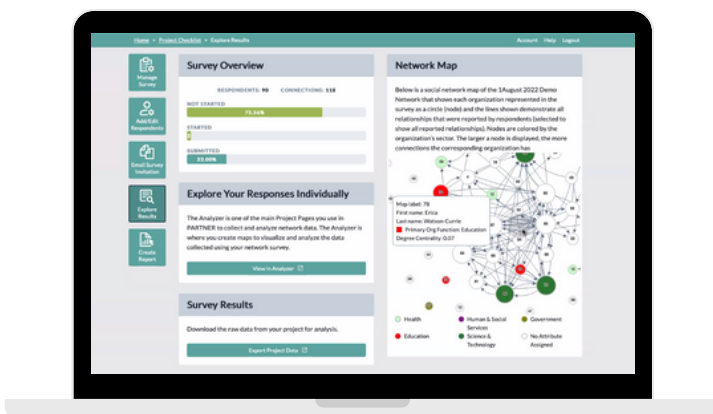 Home > Project Checklist > Explore Results
Account Help Logout
Manage
Survey
Add/Edit
Respondents
Email Survey
Invitation
Explore
Results
Create
Report
Survey Overview
RESPONDENTS: 90 CONNECTIONS: 118
NOT STARTED
STARTED
SUBMITTED
22.00%
Explore Your Responses Individually
The Analyzer is one of the main Project Pages you use in
PARTNER to collect and analyze network data. The Analyzer is
where you create maps to visualize and analyze the data
collected using your network survey.
View in Analyzer
Survey Results
Download the raw data from your project for analysis.
Export Project Data
Network Map
Below is a social network map of the 1August 2022 Demo
Network that shows each organization represented in the
survey as a circle (node) and the lines shown demonstrate all
relationships that were reported by respondents (selected to
show all reported relationships). Nodes are colored by the
organization's sector. The larger a node is displayed, the more
connections the corresponding organization has
Map label: 78
First name: Erica
Last name: Watson-Currie
Primary Org Function: Education
Degree Centrality: 0.07
Health
Human & Social
Services
Government
Education
Science &
Technology
No Attribute
Assigned